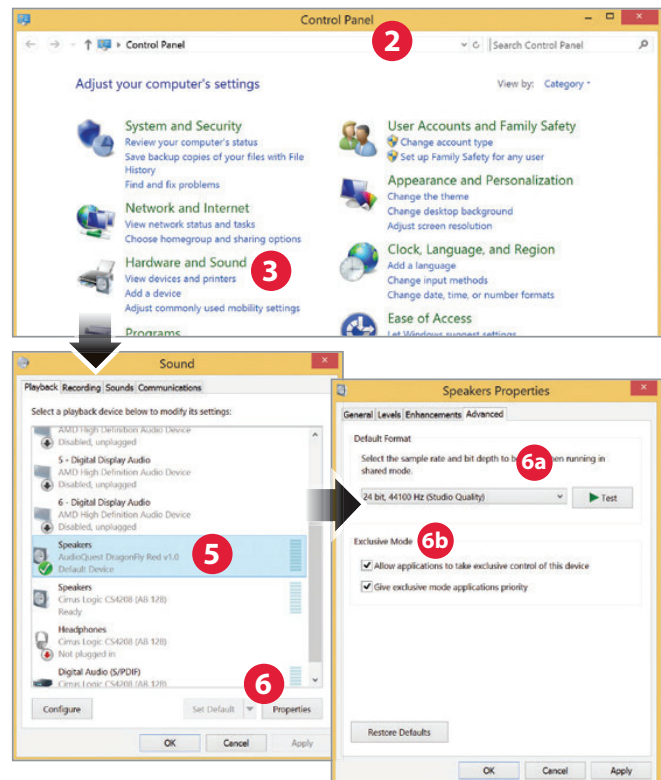 Control Panel
2
Control Panel
Search Control Panel
Adjust your computer's settings
View by: Category
System and Security
Review your computer's status
Save backup copies of your files with File
History
Find and fix problems
Network and Internet
View network status and tasks
Choose homegroup and sharing options
Hardware and Sound
3
View devices and printers
Add a device
Adjust commonly used mobility settings
Programs
User Accounts and Family Safety
Change account type
Set up Family Safety for any user
Appearance and Personalization
Change the theme
Change desktop background
Adjust screen resolution
Clock, Language, and Region
Add a language
Change input methods
Change date, time, or number formats
Ease of Access
Let Windows suggest settings
Sound
Playback Recording Sounds Communications
Select a playback device below to modify its settings:
AMD High Definition Audio Device
Disabled, unplugged
5 - Digital Display Audio
AMD High Definition Audio Device
Disabled, unplugged
6 - Digital Display Audio
AMD High Definition Audio Device
Disabled, unplugged
Speakers
AudioQuest DragonFly Red v1.0
Default Device
5
Speakers
Cirrus Logic CS4208 (AB 128)
Ready
Headphones
Cirrus Logic CS4208 (AB 128)
Not plugged in
Digital Audio (S/PDIF)
Cirrus Logic CS4208 (AB 128)
6
Configure Set Default Properties
OK Cancel Apply
Speakers Properties
General Levels Enhancements Advanced
Default Format
Select the sample rate and bit depth to be 6a en running in
shared mode.
24 bit, 44100 Hz (Studio Quality) Test
Exclusive Mode 6b
Allow applications to take exclusive control of this device
Give exclusive mode applications priority
Restore Defaults
OK Cancel Apply